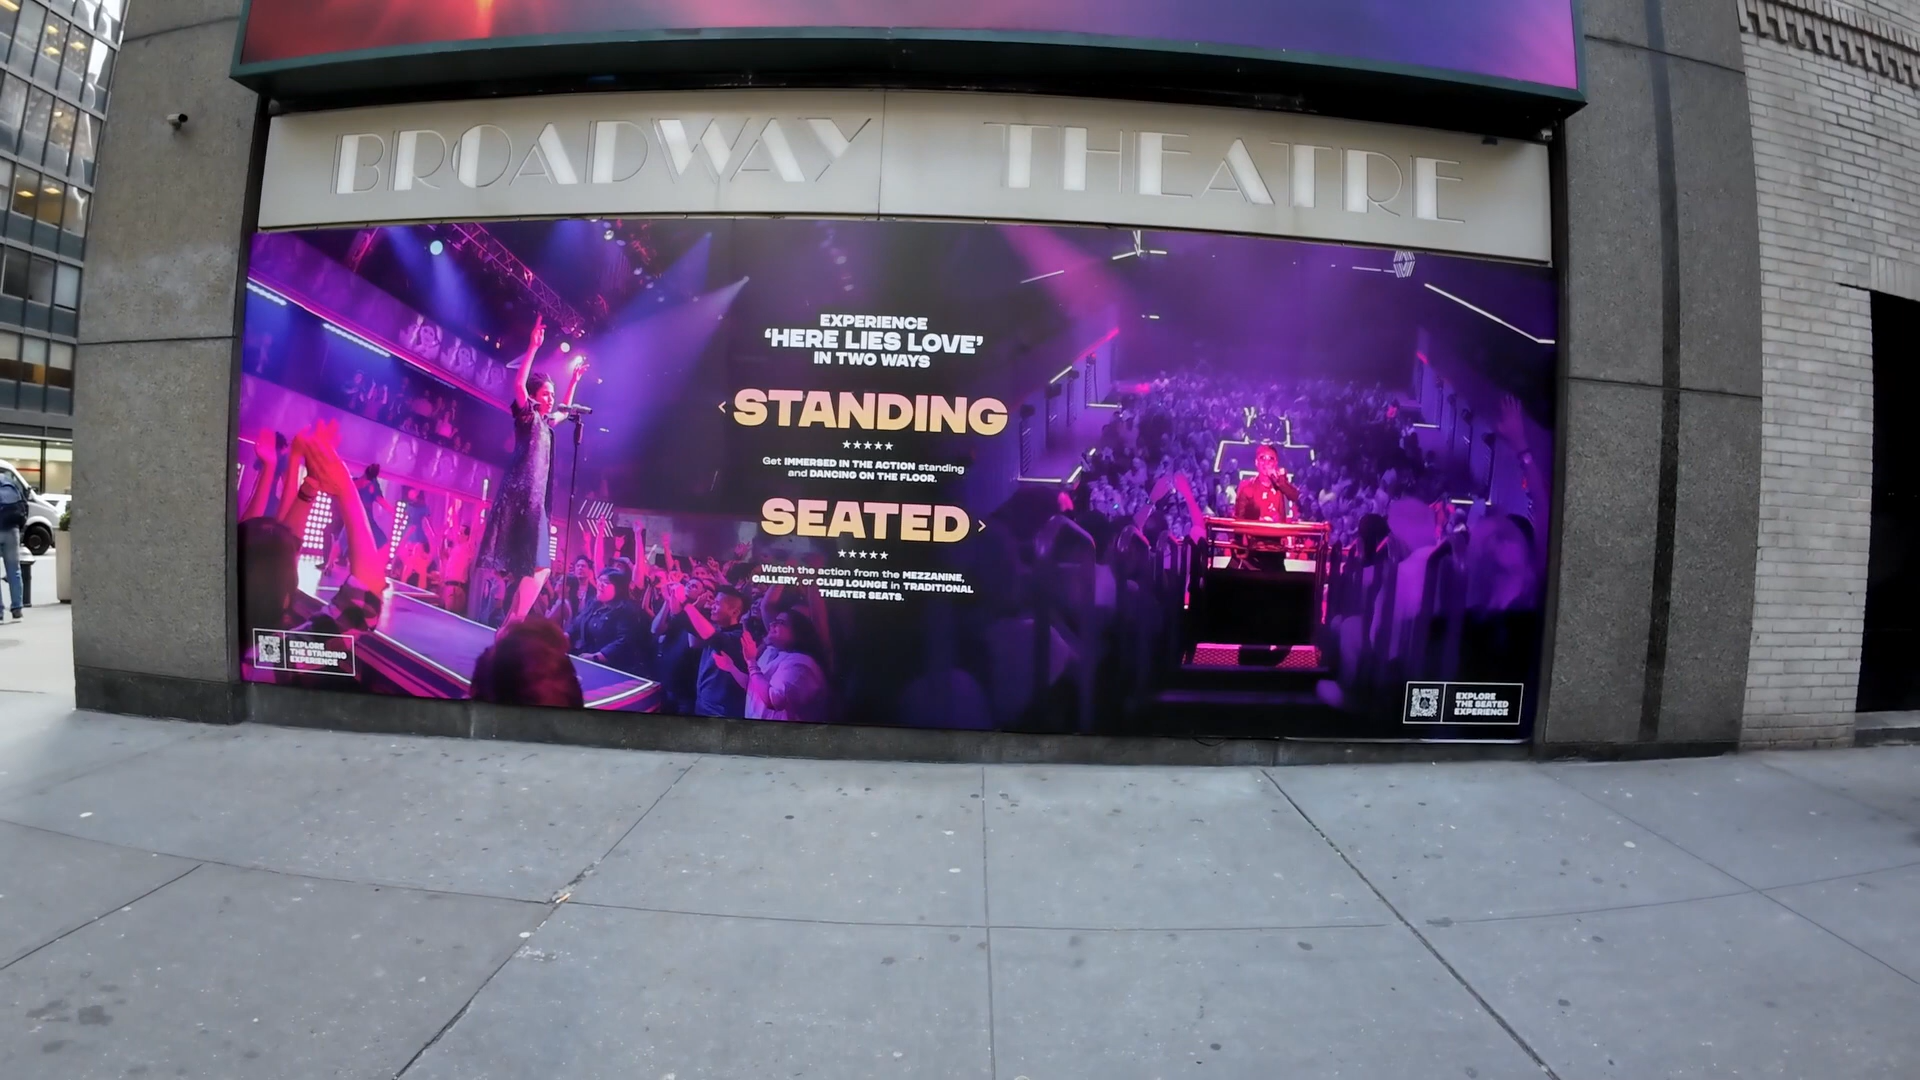 BROADWAY THEATRE
EXPERIENCE
‘HERE LIES LOVE’
IN TWO WAYS
‹ STANDING
★★★★★
Get IMMERSED IN THE ACTION standing
and DANCING ON THE FLOOR.
SEATED ›
★★★★★
Watch the action from the MEZZANINE,
GALLERY, or CLUB LOUNGE in TRADITIONAL
THEATER SEATS.
EXPLORE
THE STANDING
EXPERIENCE
EXPLORE
THE SEATED
EXPERIENCE